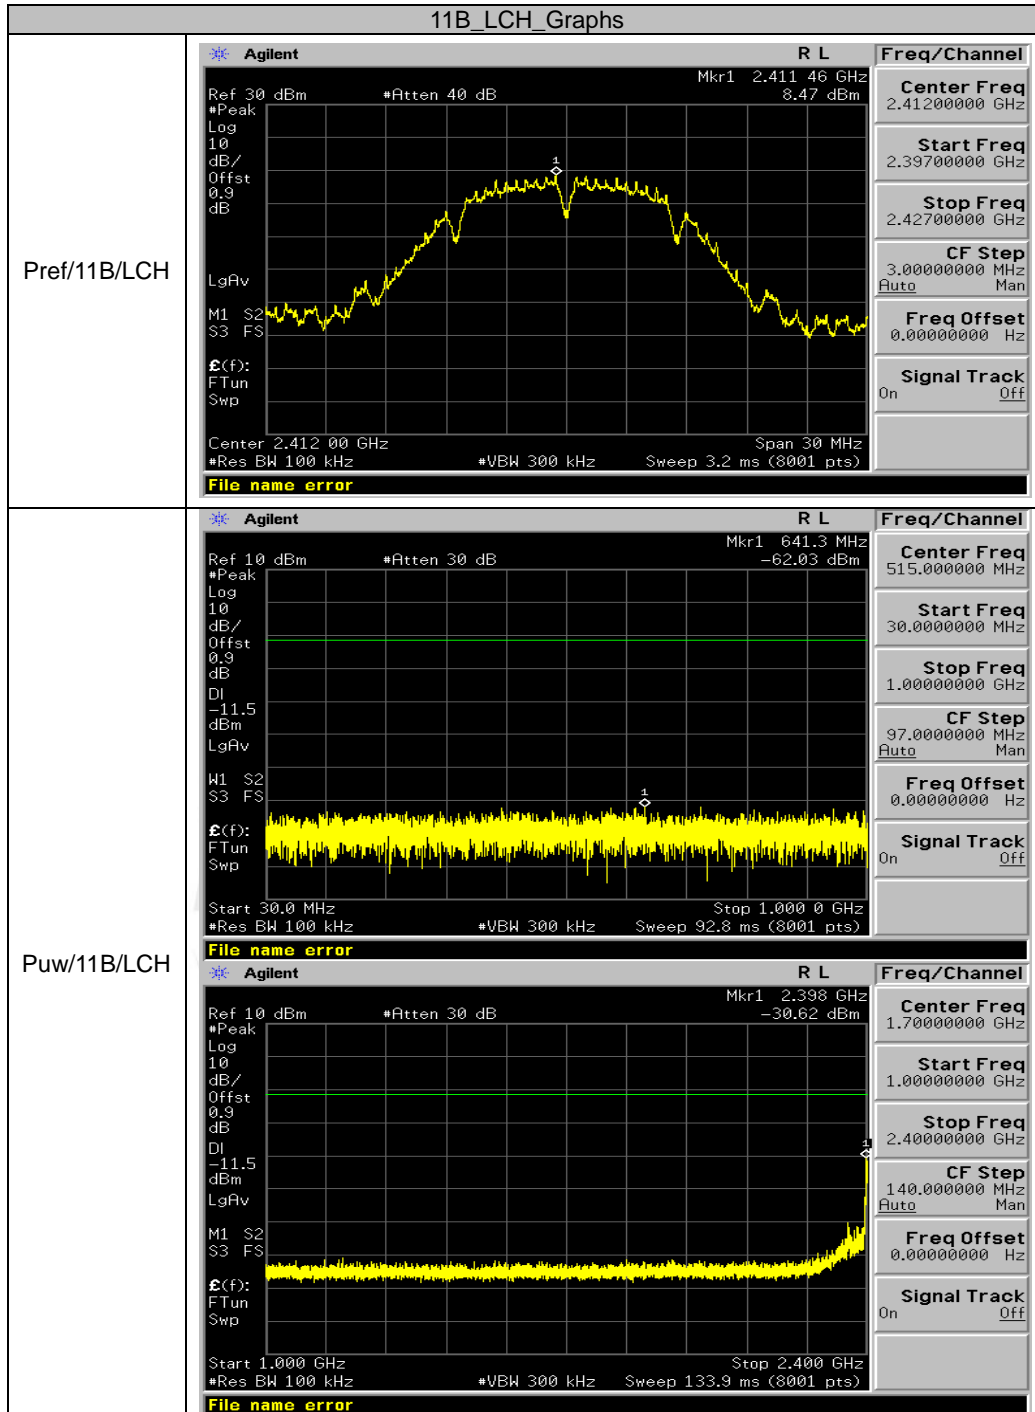 11B_LCH_Graphs
Pref/11B/LCH
Agilent R L Freq/Channel
Mkr1 2.411 46 GHz
Ref 30 dBm #Atten 40 dB 8.47 dBm
#Peak
Log
10
dB/
Offst
0.9
dB
LgAv
M1 S2
S3 FS
£(f):
FTun
Swp
1
Center 2.412 00 GHz Span 30 MHz
#Res BW 100 kHz #VBW 300 kHz Sweep 3.2 ms (8001 pts)
File name error
Center Freq
2.41200000 GHz
Start Freq
2.39700000 GHz
Stop Freq
2.42700000 GHz
CF Step
3.00000000 MHz
Auto Man
Freq Offset
0.00000000 Hz
Signal Track
On Off
Puw/11B/LCH
Agilent R L Freq/Channel
Mkr1 641.3 MHz
Ref 10 dBm #Atten 30 dB -62.03 dBm
#Peak
Log
10
dB/
Offst
0.9
dB
DI
-11.5
dBm
LgAv
W1 S2
S3 FS
£(f):
FTun
Swp
1
Start 30.0 MHz Stop 1.000 0 GHz
#Res BW 100 kHz #VBW 300 kHz Sweep 92.8 ms (8001 pts)
File name error
Center Freq
515.000000 MHz
Start Freq
30.0000000 MHz
Stop Freq
1.00000000 GHz
CF Step
97.0000000 MHz
Auto Man
Freq Offset
0.00000000 Hz
Signal Track
On Off
Agilent R L Freq/Channel
Mkr1 2.398 GHz
Ref 10 dBm #Atten 30 dB -30.62 dBm
#Peak
Log
10
dB/
Offst
0.9
dB
DI
-11.5
dBm
LgAv
M1 S2
S3 FS
£(f):
FTun
Swp
1
Start 1.000 GHz Stop 2.400 GHz
#Res BW 100 kHz #VBW 300 kHz Sweep 133.9 ms (8001 pts)
File name error
Center Freq
1.70000000 GHz
Start Freq
1.00000000 GHz
Stop Freq
2.40000000 GHz
CF Step
140.000000 MHz
Auto Man
Freq Offset
0.00000000 Hz
Signal Track
On Off